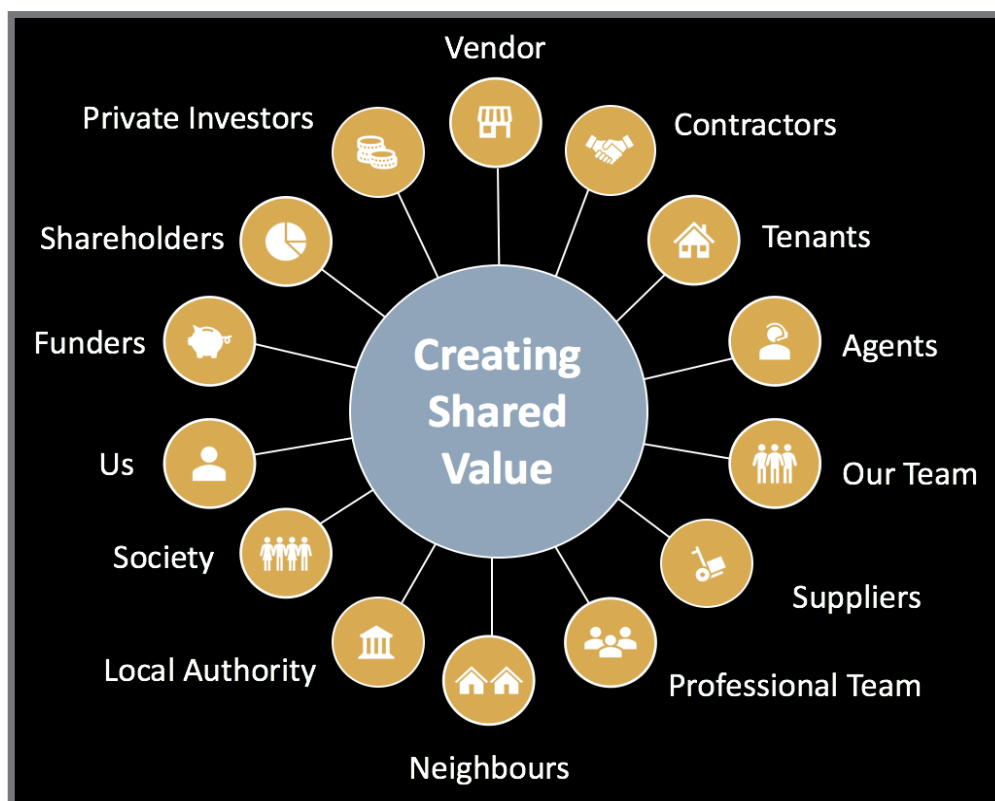 Vendor
Private Investors
Contractors
Shareholders
Tenants
Funders
Creating
Shared
Value
Agents
Us
Our Team
Society
Suppliers
Local Authority
Professional Team
Neighbours